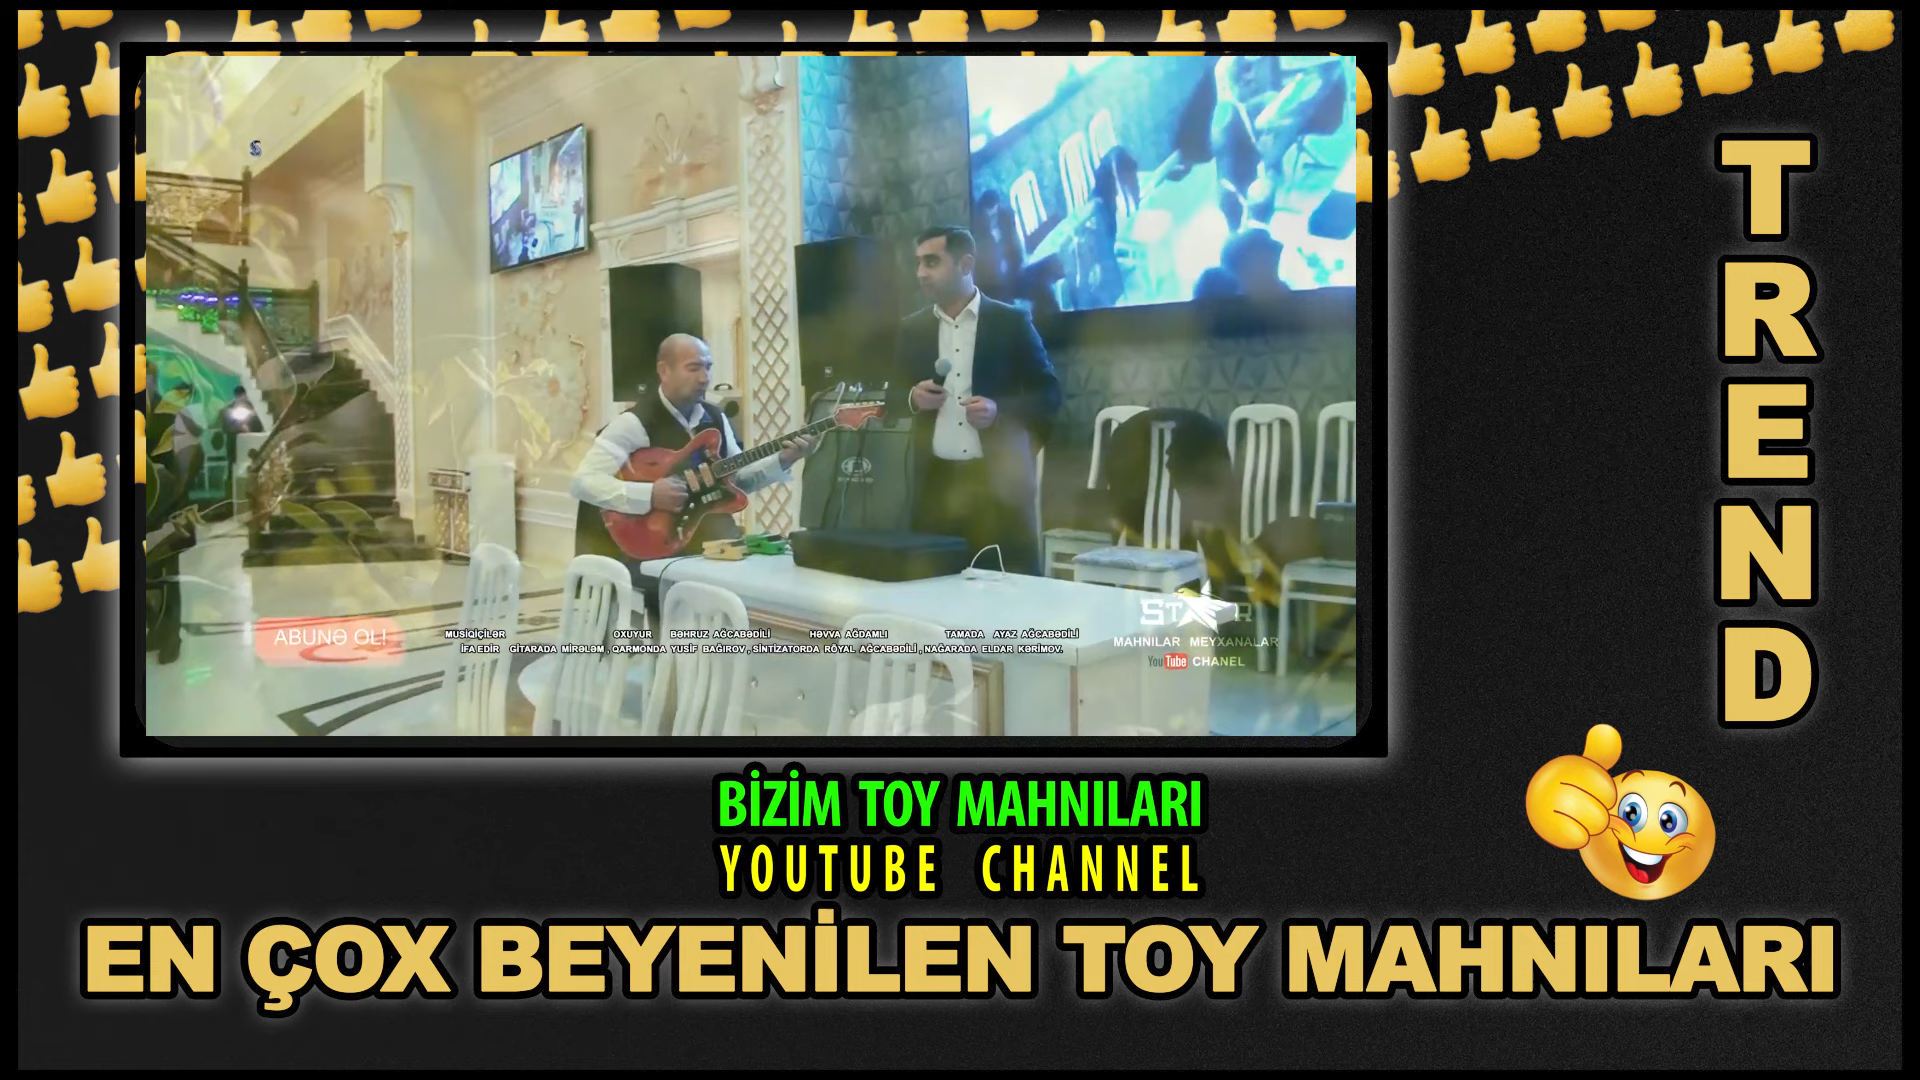 TREND
ABUNƏ OL!
MUSİQİÇİLƏR OXUYUR BƏHRUZ AĞCABƏDİLİ HƏVVA AĞDAMLI TAMADA AYAZ AĞCABƏDİLİ
İFA EDİR GİTARADA MİRƏLƏM , QARMONDA YUSİF BAĞIROV , SİNTİZATORDA RÖYAL AĞCABƏDİLİ , NAGARADA ELDAR KƏRİMOV.
STAR
MAHNILAR MEYXANALAR
YouTube CHANEL
BİZİM TOY MAHNILARI
YOUTUBE CHANNEL
EN ÇOX BEYENİLEN TOY MAHNILARI